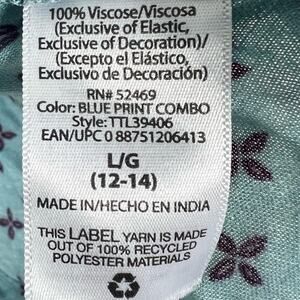 100% Viscose/Viscosa
(Exclusive of Elastic,
Exclusive of Decoration)/
(Excepto el Elástico,
Exclusivo de Decoración)
RN# 52469
Color: BLUE PRINT COMBO
Style: TTL39406
EAN/UPC 0 88751206413
L/G
(12-14)
MADE IN/HECHO EN INDIA
THIS LABEL YARN IS MADE
OUT OF 100% RECYCLED
POLYESTER MATERIALS